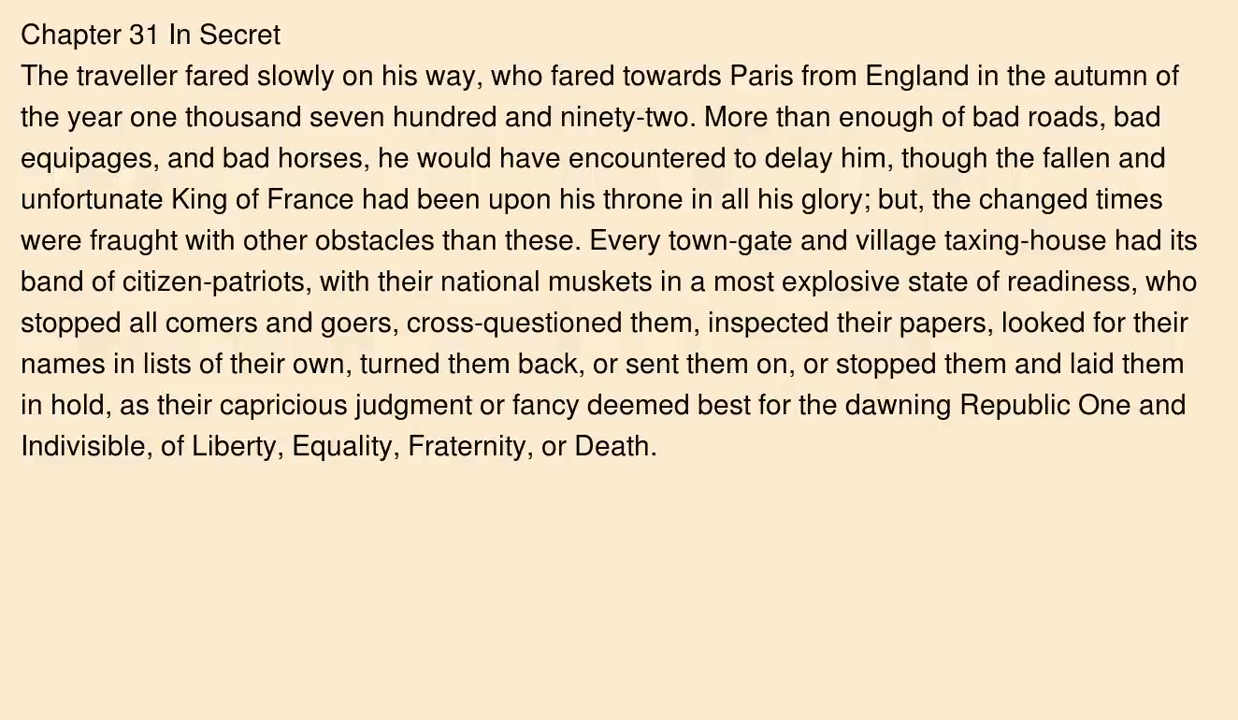 Chapter 31 In Secret
The traveller fared slowly on his way, who fared towards Paris from England in the autumn of
the year one thousand seven hundred and ninety-two. More than enough of bad roads, bad
equipages, and bad horses, he would have encountered to delay him, though the fallen and
unfortunate King of France had been upon his throne in all his glory; but, the changed times
were fraught with other obstacles than these. Every town-gate and village taxing-house had its
band of citizen-patriots, with their national muskets in a most explosive state of readiness, who
stopped all comers and goers, cross-questioned them, inspected their papers, looked for their
names in lists of their own, turned them back, or sent them on, or stopped them and laid them
in hold, as their capricious judgment or fancy deemed best for the dawning Republic One and
Indivisible, of Liberty, Equality, Fraternity, or Death.